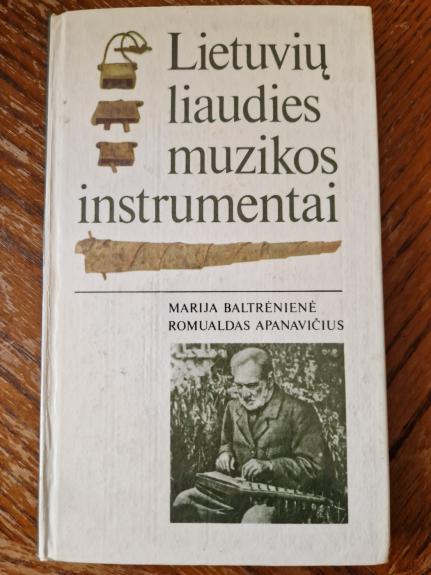 Lietuvių
liaudies
muzikos
instrumentai
MARIJA BALTRĖNIENĖ
ROMUALDAS APANAVIČIUS